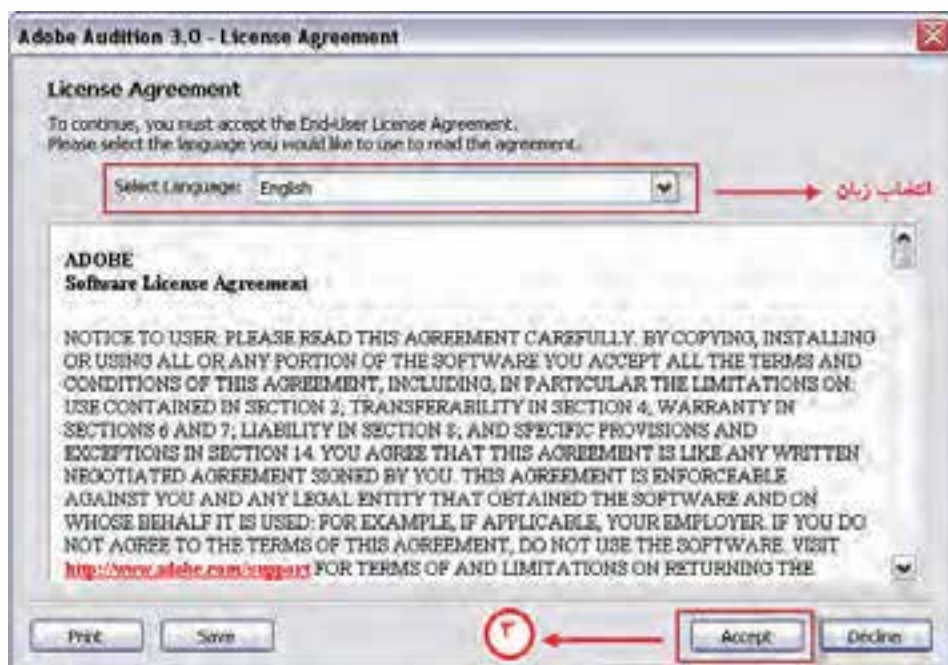 Adobe Audition 3.0 - License Agreement
License Agreement
To continue, you must accept the End-User License Agreement.
Please select the language you would like to use to read the agreement.
Select Language: English
انتخاب زبان
ADOBE
Software License Agreement
NOTICE TO USER: PLEASE READ THIS AGREEMENT CAREFULLY. BY COPYING, INSTALLING
OR USING ALL OR ANY PORTION OF THE SOFTWARE YOU ACCEPT ALL THE TERMS AND
CONDITIONS OF THIS AGREEMENT, INCLUDING, IN PARTICULAR THE LIMITATIONS ON:
USE CONTAINED IN SECTION 2; TRANSFERABILITY IN SECTION 4; WARRANTY IN
SECTIONS 6 AND 7; LIABILITY IN SECTION 8; AND SPECIFIC PROVISIONS AND
EXCEPTIONS IN SECTION 14. YOU AGREE THAT THIS AGREEMENT IS LIKE ANY WRITTEN
NEGOTIATED AGREEMENT SIGNED BY YOU. THIS AGREEMENT IS ENFORCEABLE
AGAINST YOU AND ANY LEGAL ENTITY THAT OBTAINED THE SOFTWARE AND ON
WHOSE BEHALF IT IS USED: FOR EXAMPLE, IF APPLICABLE, YOUR EMPLOYER. IF YOU DO
NOT AGREE TO THE TERMS OF THIS AGREEMENT, DO NOT USE THE SOFTWARE. VISIT
http://www.adobe.com/support FOR TERMS OF AND LIMITATIONS ON RETURNING THE
Print Save ۳ Accept Decline